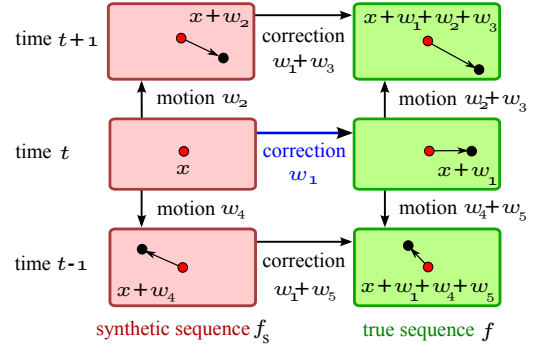 x+w₂
x+w₁+w₂+w₃
time t+1
correction
w₁+w₃
motion w₂
motion w₂+w₃
time t
x
correction
w₁
x+w₁
motion w₄
motion w₄+w₅
time t-1
x+w₄
correction
w₁+w₅
x+w₁+w₄+w₅
synthetic sequence fₛ
true sequence f